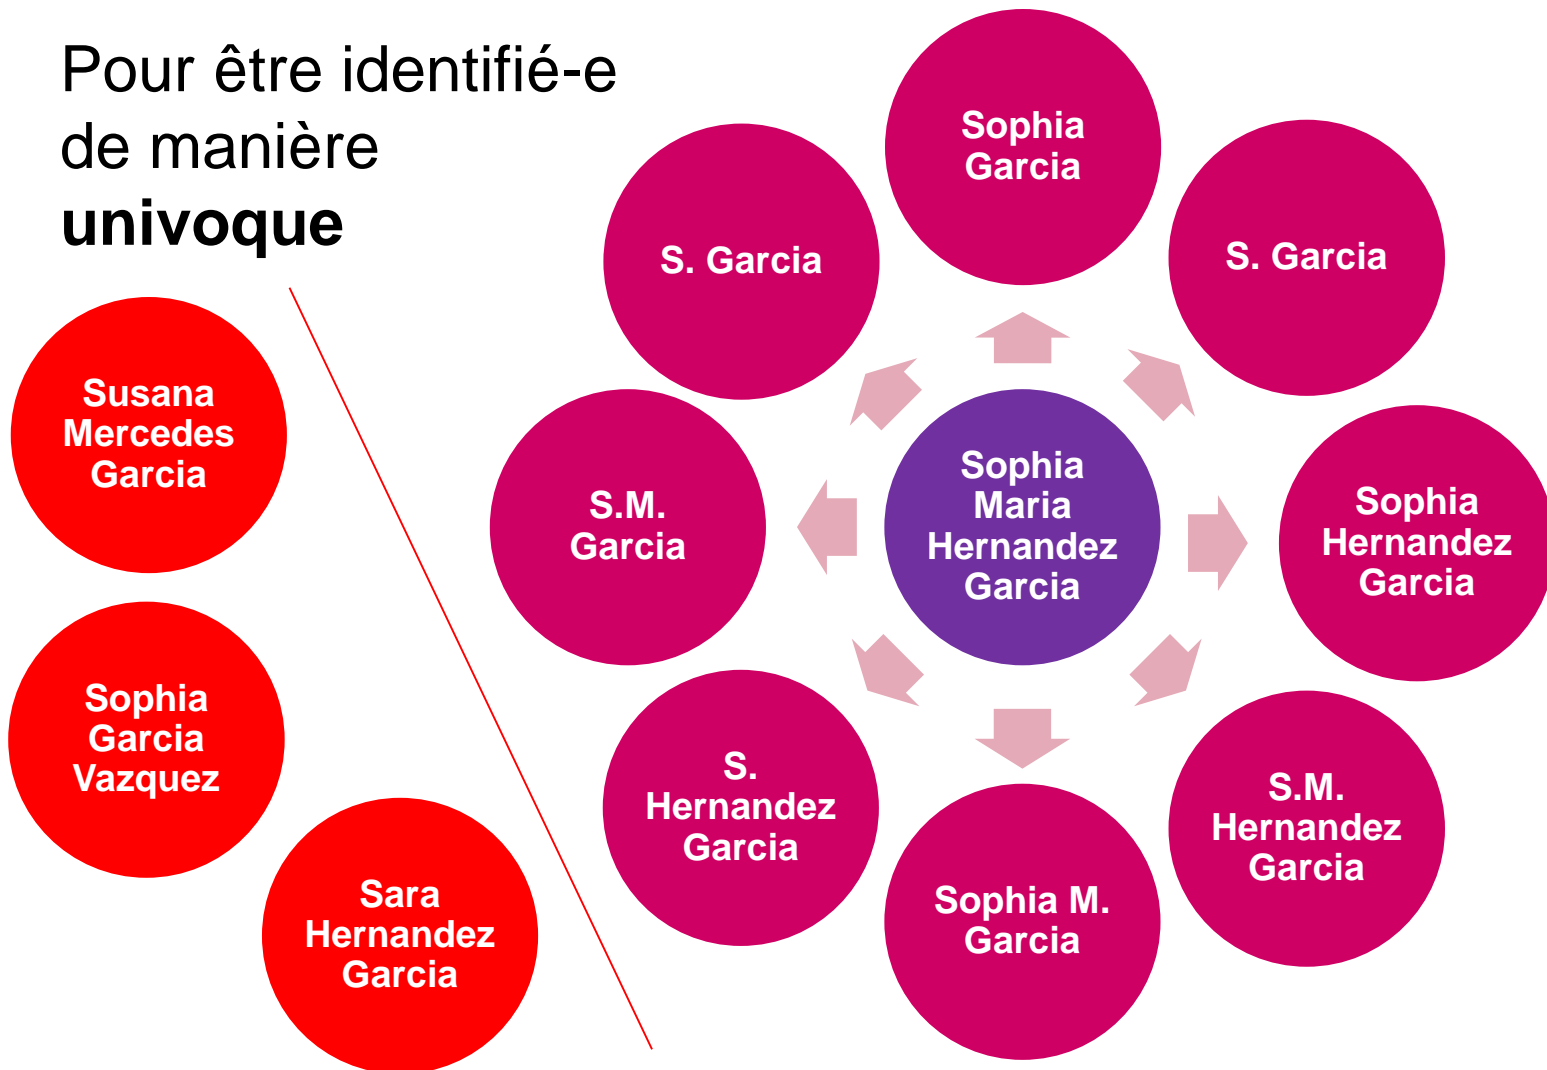 Pour être identifié-e
de manière
univoque
Sophia
Garcia
S. Garcia
Sophia
Hernandez
Garcia
S.M.
Hernandez
Garcia
Sophia M.
Garcia
S.
Hernandez
Garcia
S.M.
Garcia
S. Garcia
Sophia
Maria
Hernandez
Garcia
Susana
Mercedes
Garcia
Sophia
Garcia
Vazquez
Sara
Hernandez
Garcia